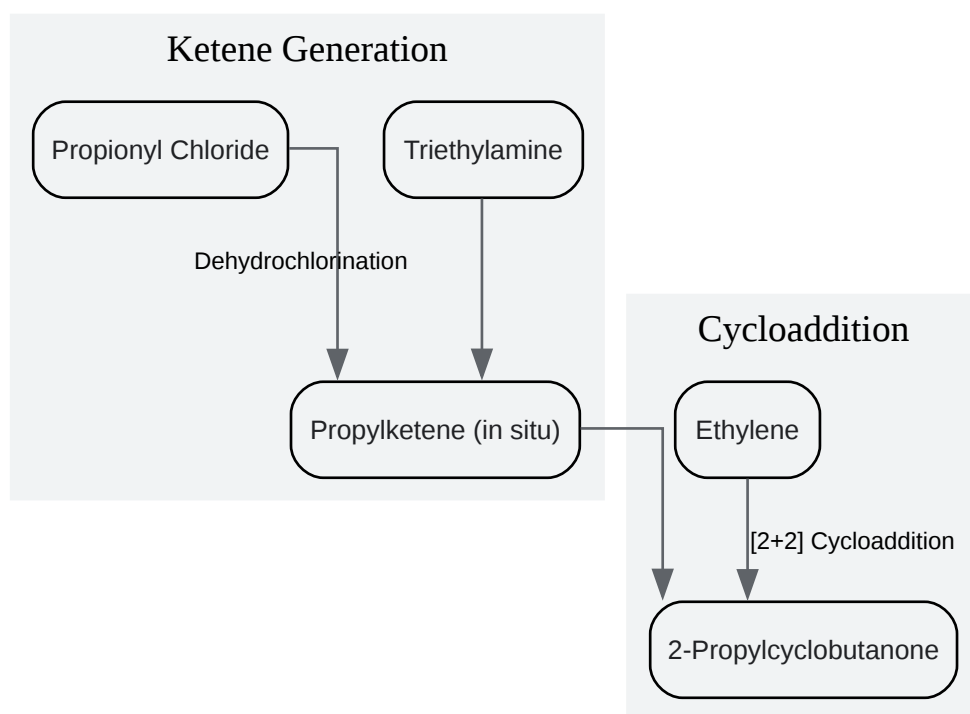 Ketene Generation
Propionyl Chloride
Triethylamine
Dehydrochlorination
Propylketene (in situ)
Cycloaddition
Ethylene
[2+2] Cycloaddition
2-Propylcyclobutanone